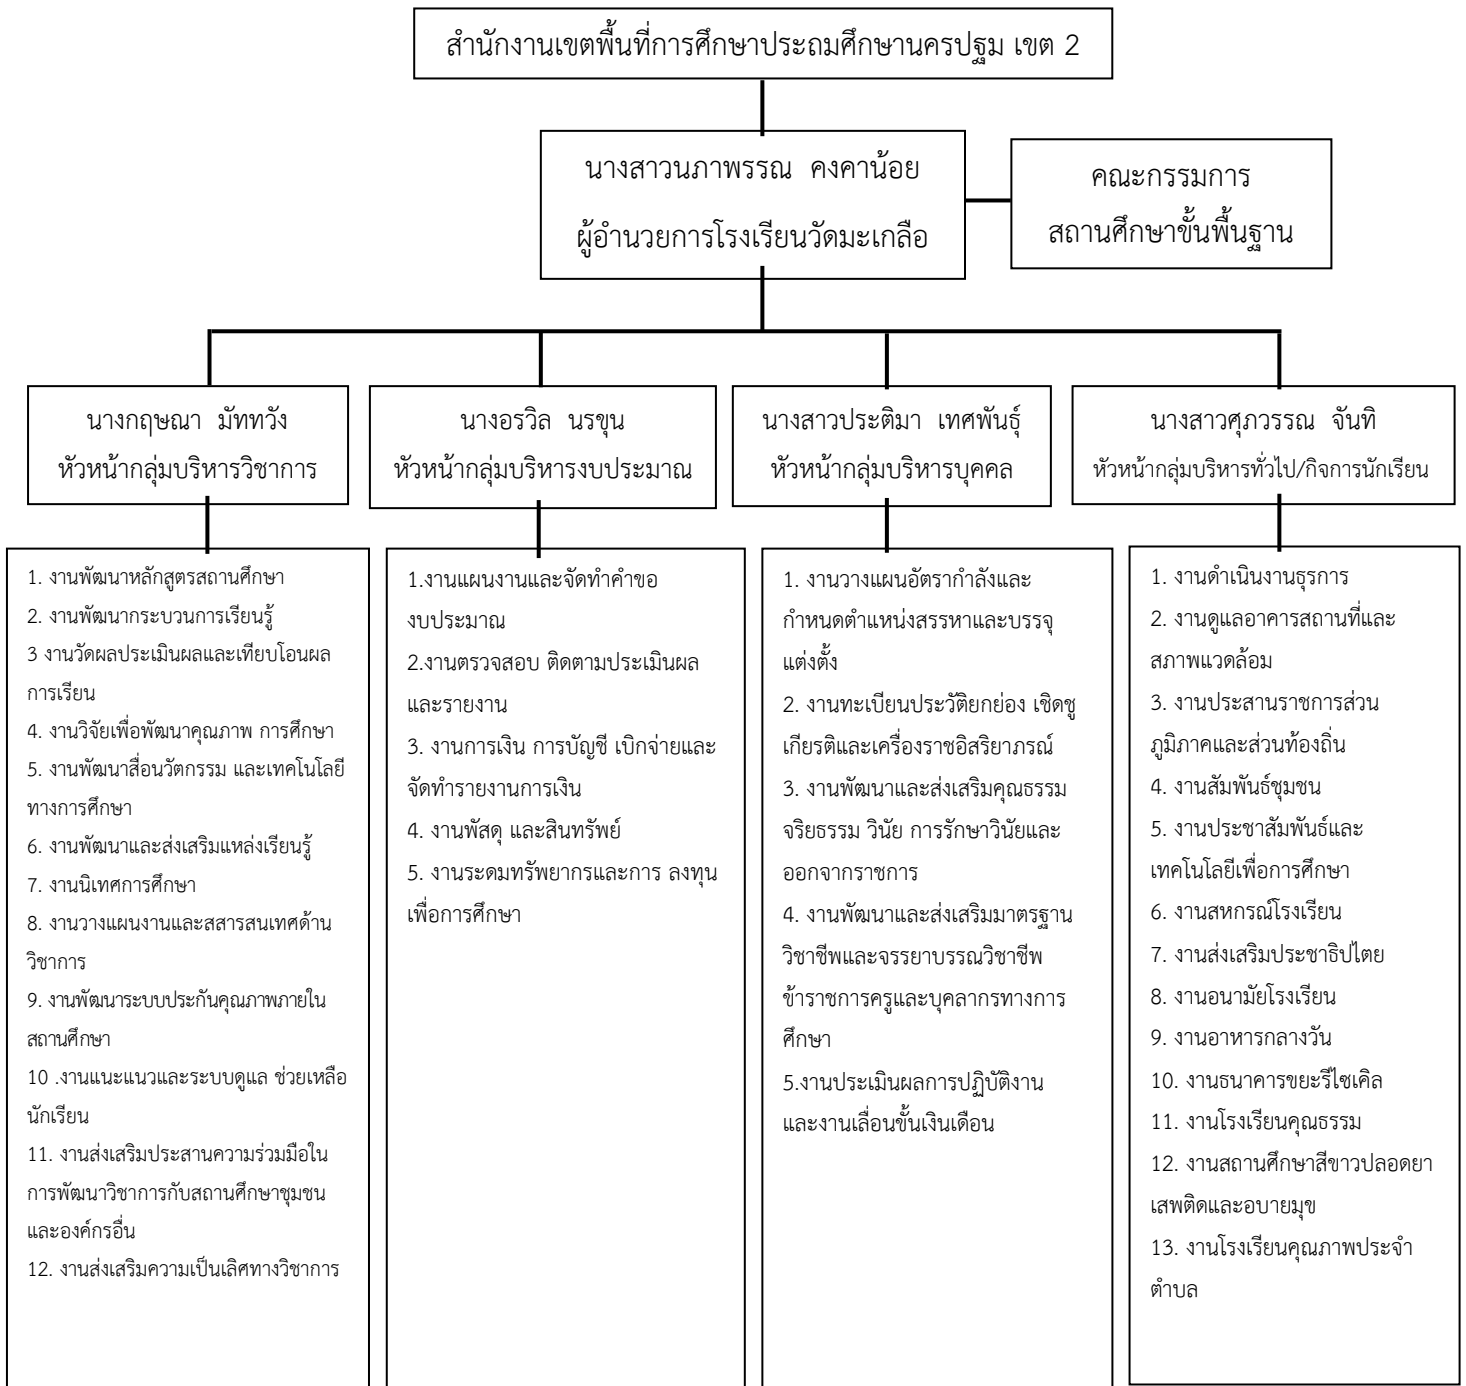 สำนักงานเขตพื้นที่การศึกษาประถมศึกษานครปฐม เขต 2
นางสาวนภาพรรณ คงคาน้อย
ผู้อำนวยการโรงเรียนวัดมะเกลือ
คณะกรรมการ
สถานศึกษาขั้นพื้นฐาน
นางกฤษณา มัททวัง
หัวหน้ากลุ่มบริหารวิชาการ
นางอรวิล นรขุน
หัวหน้ากลุ่มบริหารงบประมาณ
นางสาวประติมา เทศพันธุ์
หัวหน้ากลุ่มบริหารบุคคล
นางสาวศุภวรรณ จันทิ
หัวหน้ากลุ่มบริหารทั่วไป/กิจการนักเรียน
1. งานพัฒนาหลักสูตรสถานศึกษา
2. งานพัฒนากระบวนการเรียนรู้
3 งานวัดผลประเมินผลและเทียบโอนผล
การเรียน
4. งานวิจัยเพื่อพัฒนาคุณภาพ การศึกษา
5. งานพัฒนาสื่อนวัตกรรม และเทคโนโลยี
ทางการศึกษา
6. งานพัฒนาและส่งเสริมแหล่งเรียนรู้
7. งานนิเทศการศึกษา
8. งานวางแผนงานและสสารสนเทศด้าน
วิชาการ
9. งานพัฒนาระบบประกันคุณภาพภายใน
สถานศึกษา
10 .งานแนะแนวและระบบดูแล ช่วยเหลือ
นักเรียน
11. งานส่งเสริมประสานความร่วมมือใน
การพัฒนาวิชาการกับสถานศึกษาชุมชน
และองค์กรอื่น
12. งานส่งเสริมความเป็นเลิศทางวิชาการ
1.งานแผนงานและจัดทำคำขอ
งบประมาณ
2.งานตรวจสอบ ติดตามประเมินผล
และรายงาน
3. งานการเงิน การบัญชี เบิกจ่ายและ
จัดทำรายงานการเงิน
4. งานพัสดุ และสินทรัพย์
5. งานระดมทรัพยากรและการ ลงทุน
เพื่อการศึกษา
1. งานวางแผนอัตรากำลังและ
กำหนดตำแหน่งสรรหาและบรรจุ
แต่งตั้ง
2. งานทะเบียนประวัติยกย่อง เชิดชู
เกียรติและเครื่องราชอิสริยาภรณ์
3. งานพัฒนาและส่งเสริมคุณธรรม
จริยธรรม วินัย การรักษาวินัยและ
ออกจากราชการ
4. งานพัฒนาและส่งเสริมมาตรฐาน
วิชาชีพและจรรยาบรรณวิชาชีพ
ข้าราชการครูและบุคลากรทางการ
ศึกษา
5.งานประเมินผลการปฏิบัติงาน
และงานเลื่อนขั้นเงินเดือน
1. งานดำเนินงานธุรการ
2. งานดูแลอาคารสถานที่และ
สภาพแวดล้อม
3. งานประสานราชการส่วน
ภูมิภาคและส่วนท้องถิ่น
4. งานสัมพันธ์ชุมชน
5. งานประชาสัมพันธ์และ
เทคโนโลยีเพื่อการศึกษา
6. งานสหกรณ์โรงเรียน
7. งานส่งเสริมประชาธิปไตย
8. งานอนามัยโรงเรียน
9. งานอาหารกลางวัน
10. งานธนาคารขยะรีไซเคิล
11. งานโรงเรียนคุณธรรม
12. งานสถานศึกษาสีขาวปลอดยา
เสพติดและอบายมุข
13. งานโรงเรียนคุณภาพประจำ
ตำบล